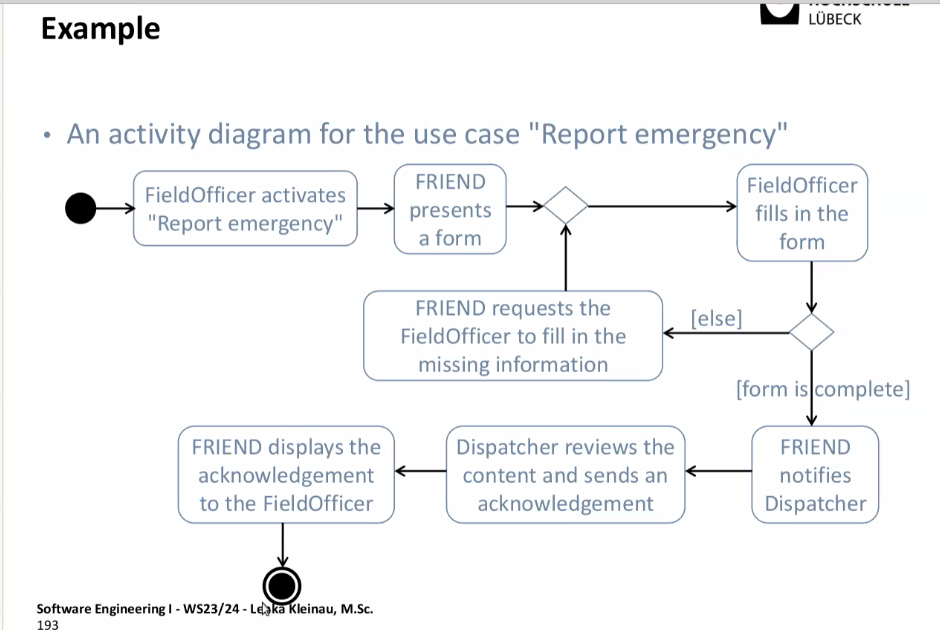 LÜBECK
Example
• An activity diagram for the use case "Report emergency"
FieldOfficer activates
"Report emergency"
FRIEND
presents
a form
FieldOfficer
fills in the
form
FRIEND requests the
FieldOfficer to fill in the
missing information
[else]
[form is complete]
FRIEND
notifies
Dispatcher
Dispatcher reviews the
content and sends an
acknowledgement
FRIEND displays the
acknowledgement
to the FieldOfficer
Software Engineering I - WS23/24 - Kleinau, M.Sc.
193